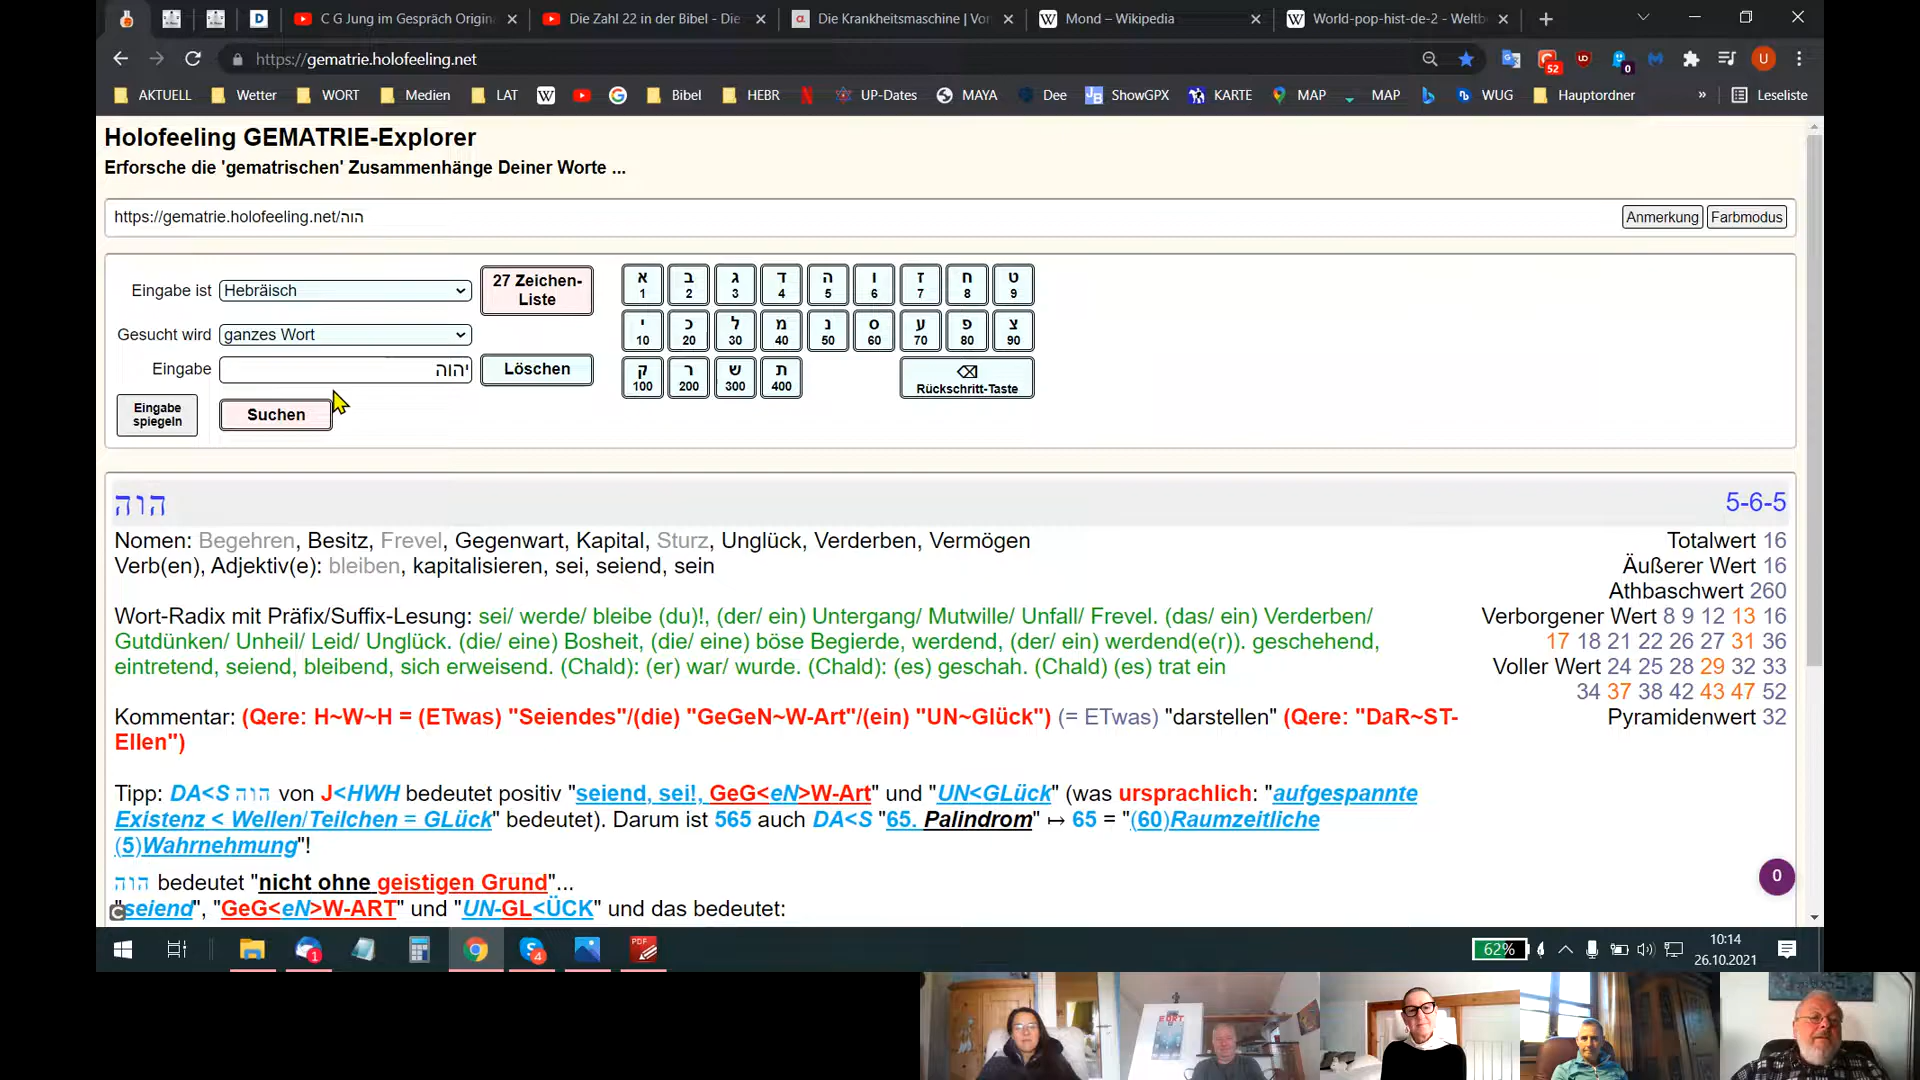 C G Jung im Gespräch Origina
Die Zahl 22 in der Bibel - Die
Die Krankheitsmaschine | Vor
Mond – Wikipedia
World-pop-hist-de-2 - Weltb
https://gematrie.holofeeling.net
52
0
U
AKTUELL
Wetter
WORT
Medien
LAT
Bibel
HEBR
UP-Dates
MAYA
Dee
ShowGPX
KARTE
MAP
MAP
WUG
Hauptordner
»
Leseliste
Holofeeling GEMATRIE-Explorer
Erforsche die 'gematrischen' Zusammenhänge Deiner Worte ...
https://gematrie.holofeeling.net/הוה
Anmerkung
Farbmodus
Eingabe ist
Hebräisch
27 Zeichen-
Liste
Gesucht wird
ganzes Wort
Eingabe
יהוה
Löschen
Eingabe
spiegeln
Suchen
א ב ג ד ה ו ז ח ט
1 2 3 4 5 6 7 8 9
י כ ל מ נ ס ע פ צ
10 20 30 40 50 60 70 80 90
ק ר ש ת
100 200 300 400
Rückschritt-Taste
הוה
5-6-5
Nomen: Begehren, Besitz, Frevel, Gegenwart, Kapital, Sturz, Unglück, Verderben, Vermögen
Verb(en), Adjektiv(e): bleiben, kapitalisieren, sei, seiend, sein
Wort-Radix mit Präfix/Suffix-Lesung: sei/ werde/ bleibe (du)!, (der/ ein) Untergang/ Mutwille/ Unfall/ Frevel. (das/ ein) Verderben/
Gutdünken/ Unheil/ Leid/ Unglück. (die/ eine) Bosheit, (die/ eine) böse Begierde, werdend, (der/ ein) werdend(e(r)). geschehend,
eintretend, seiend, bleibend, sich erweisend. (Chald): (er) war/ wurde. (Chald): (es) geschah. (Chald) (es) trat ein
Kommentar: (Qere: H~W~H = (ETwas) "Seiendes"/(die) "GeGeN~W-Art"/(ein) "UN~Glück") (= ETwas) "darstellen" (Qere: "DaR~ST-
Ellen")
Tipp: DA<S הוה von J<HWH bedeutet positiv "seiend, sei!, GeG<eN>W-Art" und "UN<GLück" (was ursprachlich: "aufgespannte
Existenz < Wellen/Teilchen = GLück" bedeutet). Darum ist 565 auch DA<S "65. Palindrom" ↦ 65 = "(60)Raumzeitliche
(5)Wahrnehmung"!
הוה bedeutet "nicht ohne geistigen Grund"...
"seiend", "GeG<eN>W-ART" und "UN-GL<ÜCK" und das bedeutet:
Totalwert 16
Äußerer Wert 16
Athbaschwert 260
Verborgener Wert 8 9 12 13 16
17 18 21 22 26 27 31 36
Voller Wert 24 25 28 29 32 33
34 37 38 42 43 47 52
Pyramidenwert 32
0
1
4
PDF
62%
10:14
26.10.2021